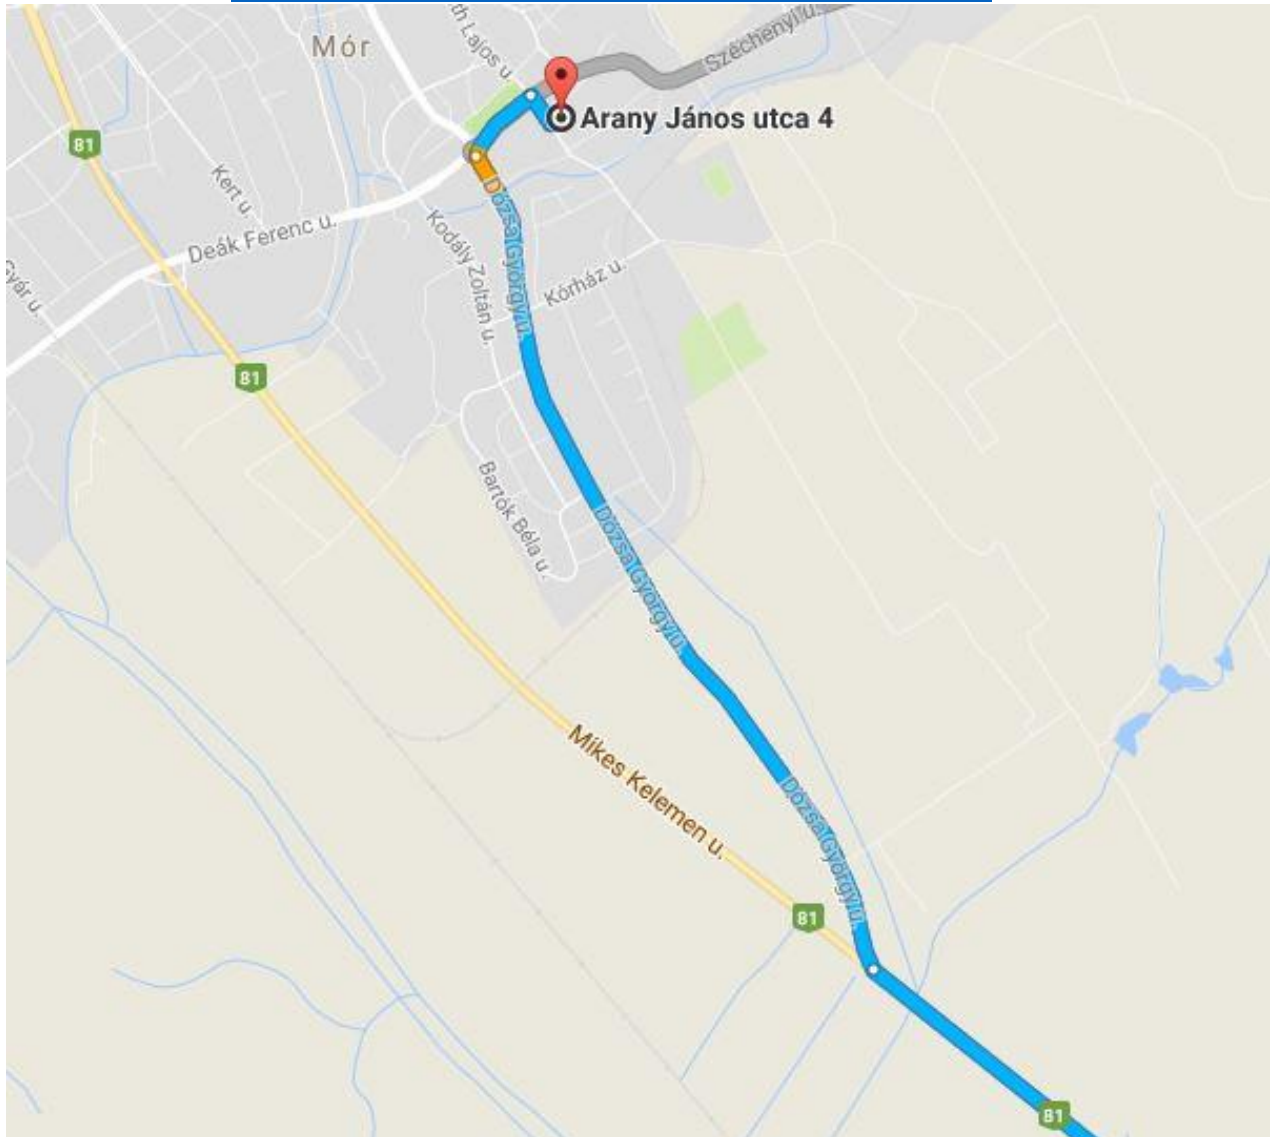 th Lajos u.
Széchenyi u.
Mór
Arany János utca 4
81
Kert u.
Dózsa György u.
Deák Ferenc u.
Kodály Zoltán u.
Kórház u.
Gyár u.
81
Bartók Béla u.
Dózsa György u.
Mikes Kelemen u.
Dózsa György u.
81
81